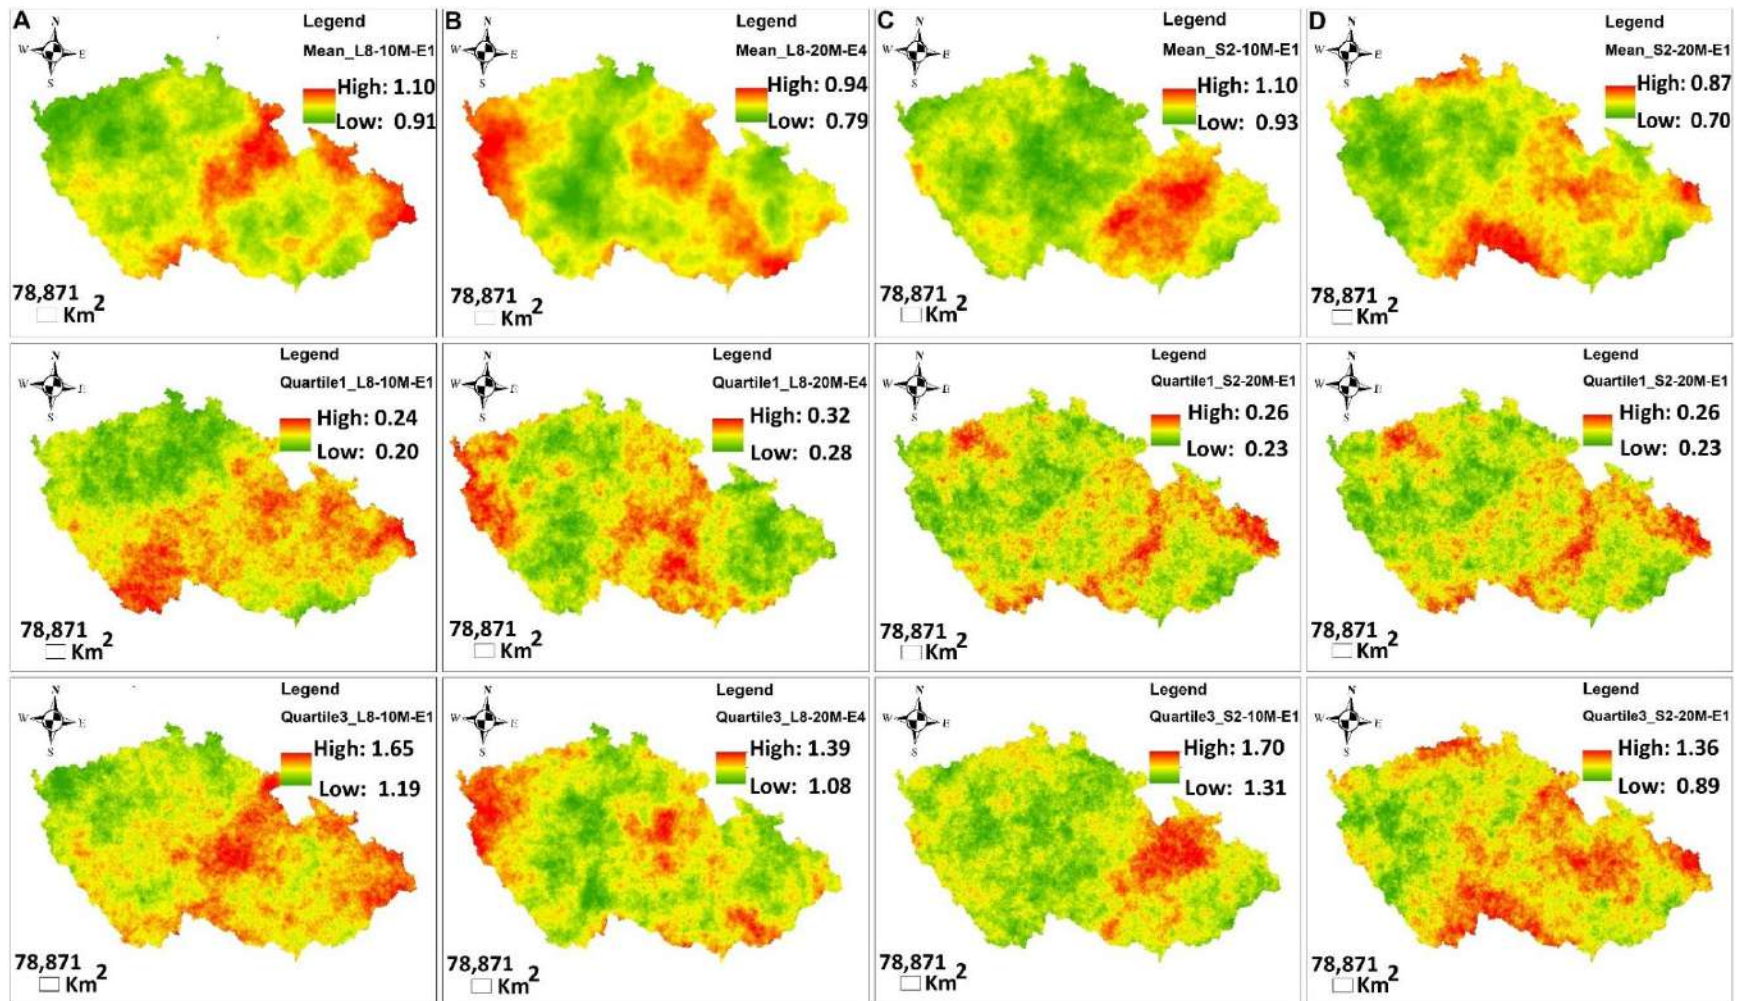 A
N
W
E
S
Legend
Mean_L8-10M-E1
High: 1.10
Low: 0.91
78,871
Km2
B
N
W
E
S
Legend
Mean_L8-20M-E4
High: 0.94
Low: 0.79
78,871
Km2
C
N
W
E
S
Legend
Mean_S2-10M-E1
High: 1.10
Low: 0.93
78,871
Km2
D
N
W
E
S
Legend
Mean_S2-20M-E1
High: 0.87
Low: 0.70
78,871
Km2
N
W
E
S
Legend
Quartile1_L8-10M-E1
High: 0.24
Low: 0.20
78,871
Km2
N
W
E
S
Legend
Quartile1_L8-20M-E4
High: 0.32
Low: 0.28
78,871
Km2
N
W
E
S
Legend
Quartile1_S2-20M-E1
High: 0.26
Low: 0.23
78,871
Km2
N
W
E
S
Legend
Quartile1_S2-20M-E1
High: 0.26
Low: 0.23
78,871
Km2
N
W
E
S
Legend
Quartile3_L8-10M-E1
High: 1.65
Low: 1.19
78,871
Km2
N
W
E
S
Legend
Quartile3_L8-20M-E4
High: 1.39
Low: 1.08
78,871
Km2
N
W
E
S
Legend
Quartile3_S2-10M-E1
High: 1.70
Low: 1.31
78,871
Km2
N
W
E
S
Legend
Quartile3_S2-20M-E1
High: 1.36
Low: 0.89
78,871
Km2